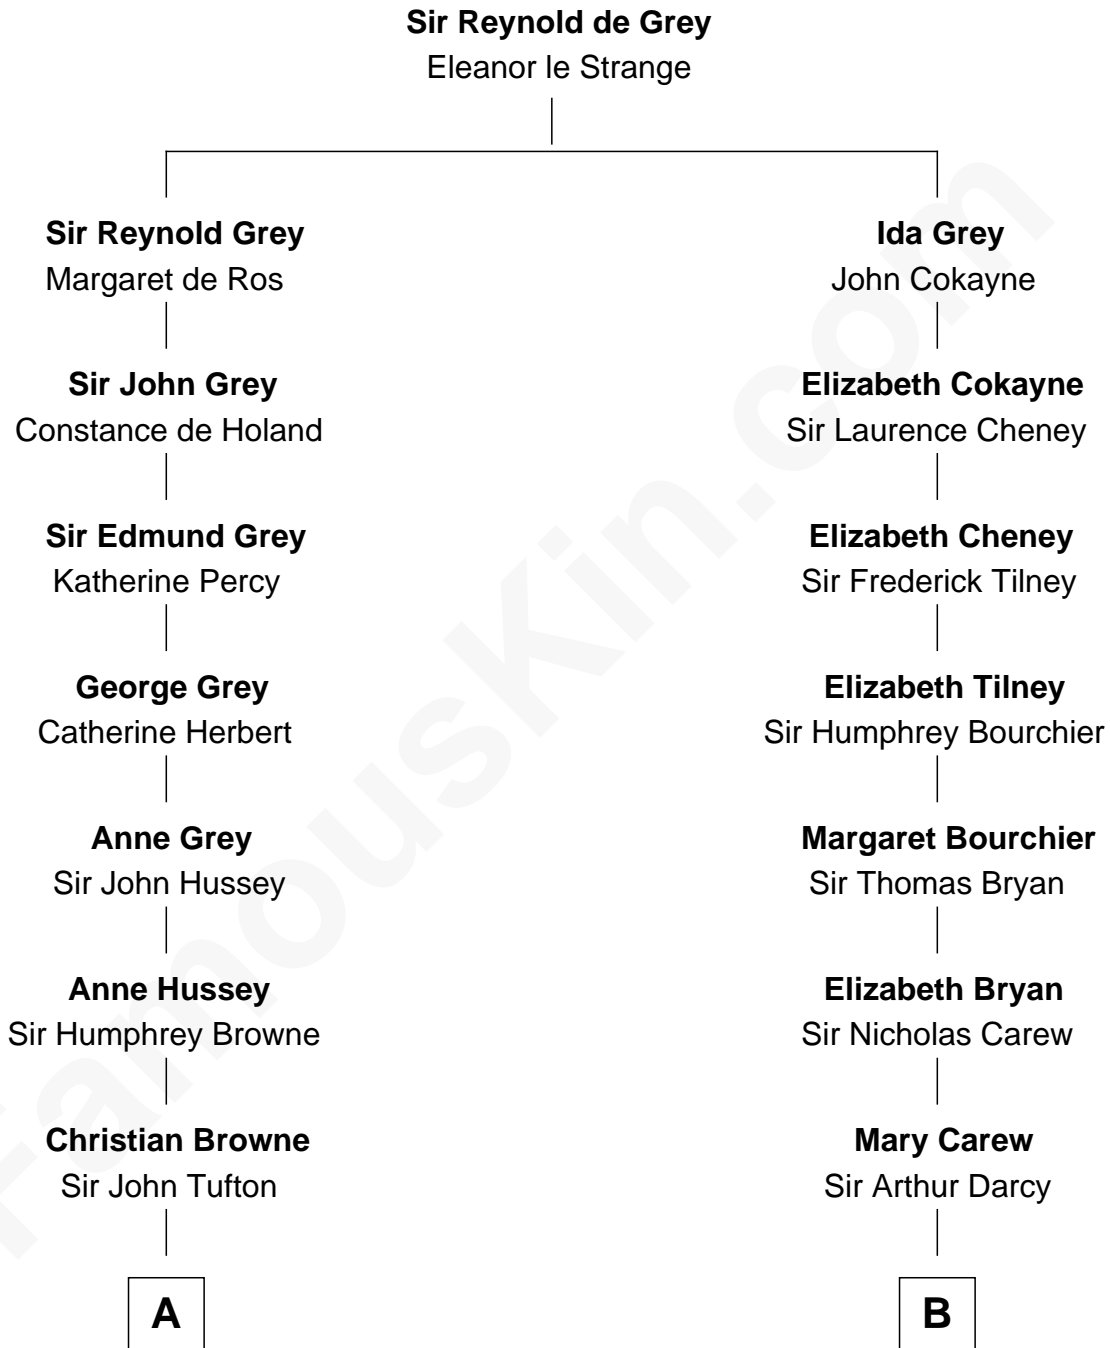 Sir Reynold de Grey
Eleanor le Strange
Sir Reynold Grey
Margaret de Ros
Sir John Grey
Constance de Holand
Sir Edmund Grey
Katherine Percy
George Grey
Catherine Herbert
Anne Grey
Sir John Hussey
Anne Hussey
Sir Humphrey Browne
Christian Browne
Sir John Tufton
A
Ida Grey
John Cokayne
Elizabeth Cokayne
Sir Laurence Cheney
Elizabeth Cheney
Sir Frederick Tilney
Elizabeth Tilney
Sir Humphrey Bourchier
Margaret Bourchier
Sir Thomas Bryan
Elizabeth Bryan
Sir Nicholas Carew
Mary Carew
Sir Arthur Darcy
B
FamousKin.com